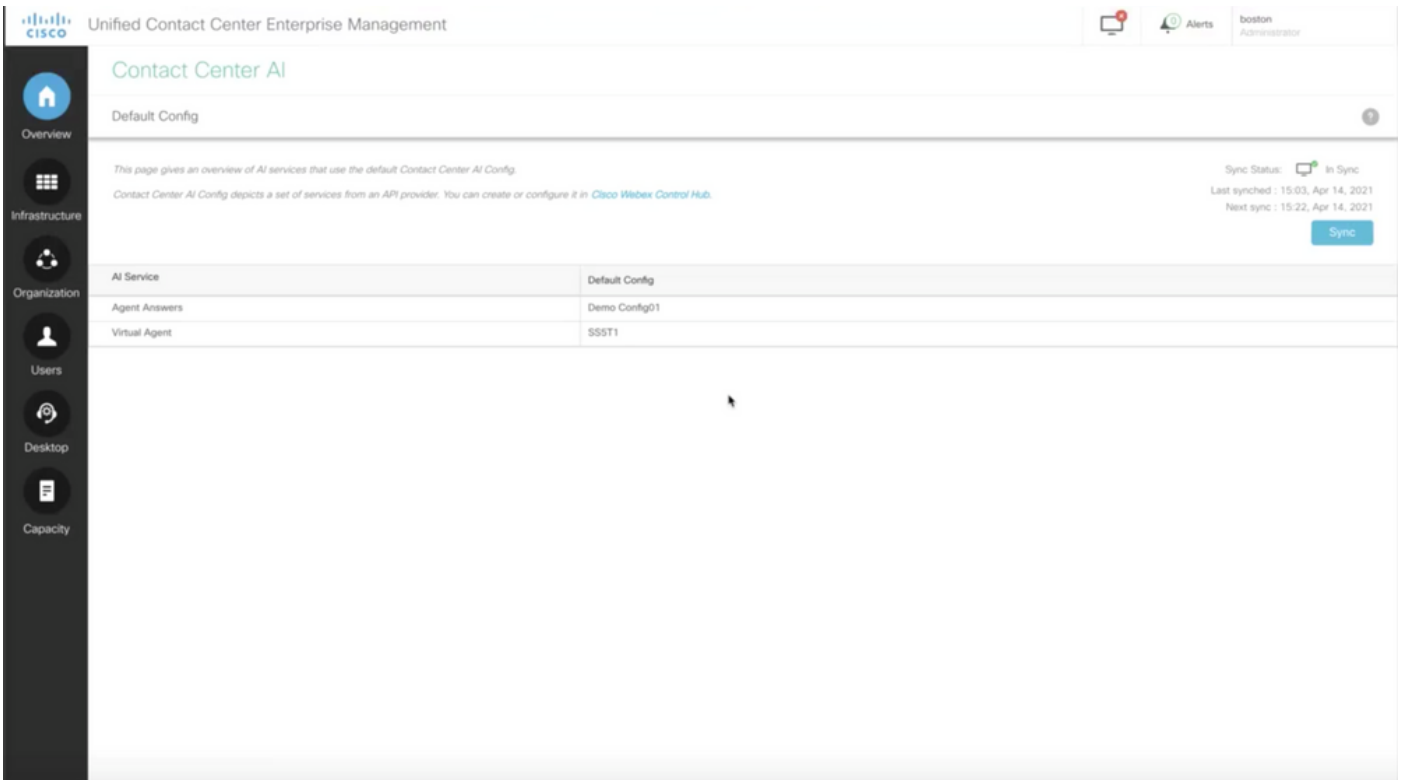 CISCO
Unified Contact Center Enterprise Management
0
Alerts
boston
Administrator
Contact Center AI
Default Config
?
Overview
Infrastructure
Organization
Users
Desktop
Capacity
This page gives an overview of AI services that use the default Contact Center AI Config.
Contact Center AI Config depicts a set of services from an API provider. You can create or configure it in Cisco Webex Control Hub.
Sync Status: In Sync
Last synched : 15:03, Apr 14, 2021
Next sync : 15:22, Apr 14, 2021
Sync
AI Service Default Config
Agent Answers Demo Config01
Virtual Agent SS5T1